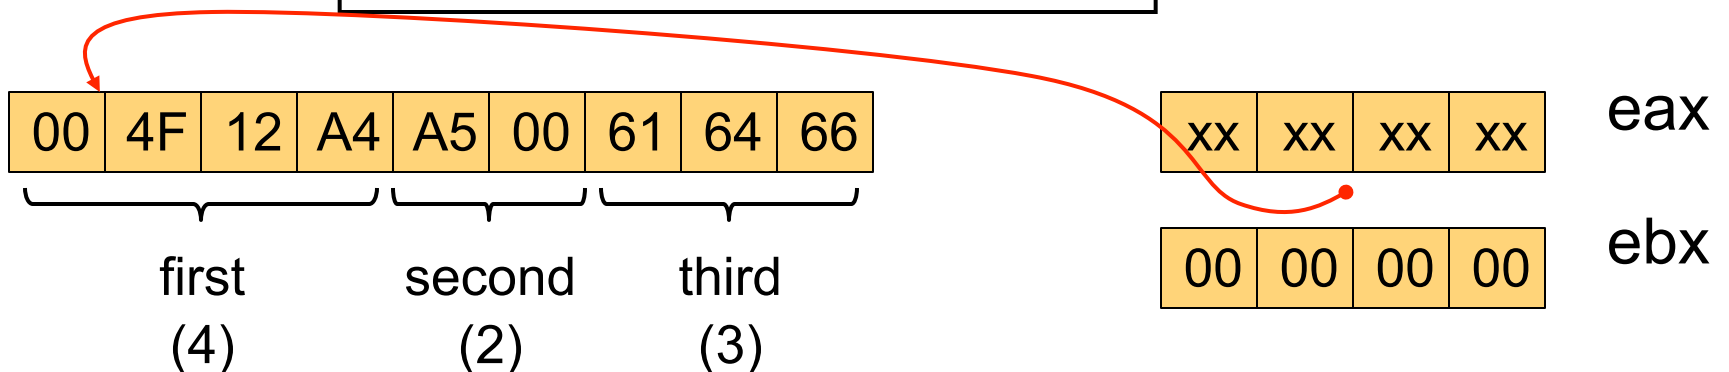 00 4F 12 A4 A5 00 61 64 66
xx xx xx xx eax
00 00 00 00 ebx
first second third
(4) (2) (3)